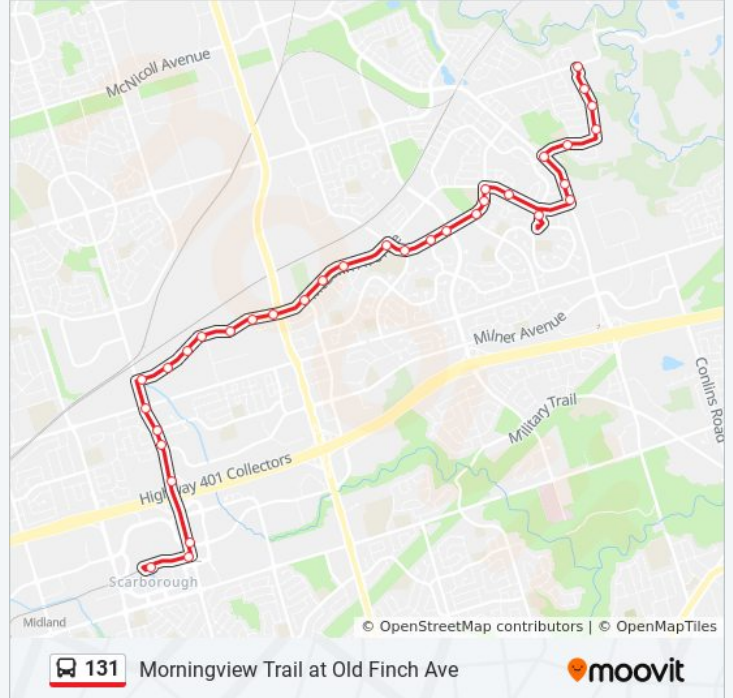 McNicoll Avenue
Milner Avenue
Conlins Road
Military Trail
Highway 401 Collectors
Scarborough
Midland
© OpenStreetMap contributors | © OpenMapTiles
131 Morningview Trail at Old Finch Ave
moovit